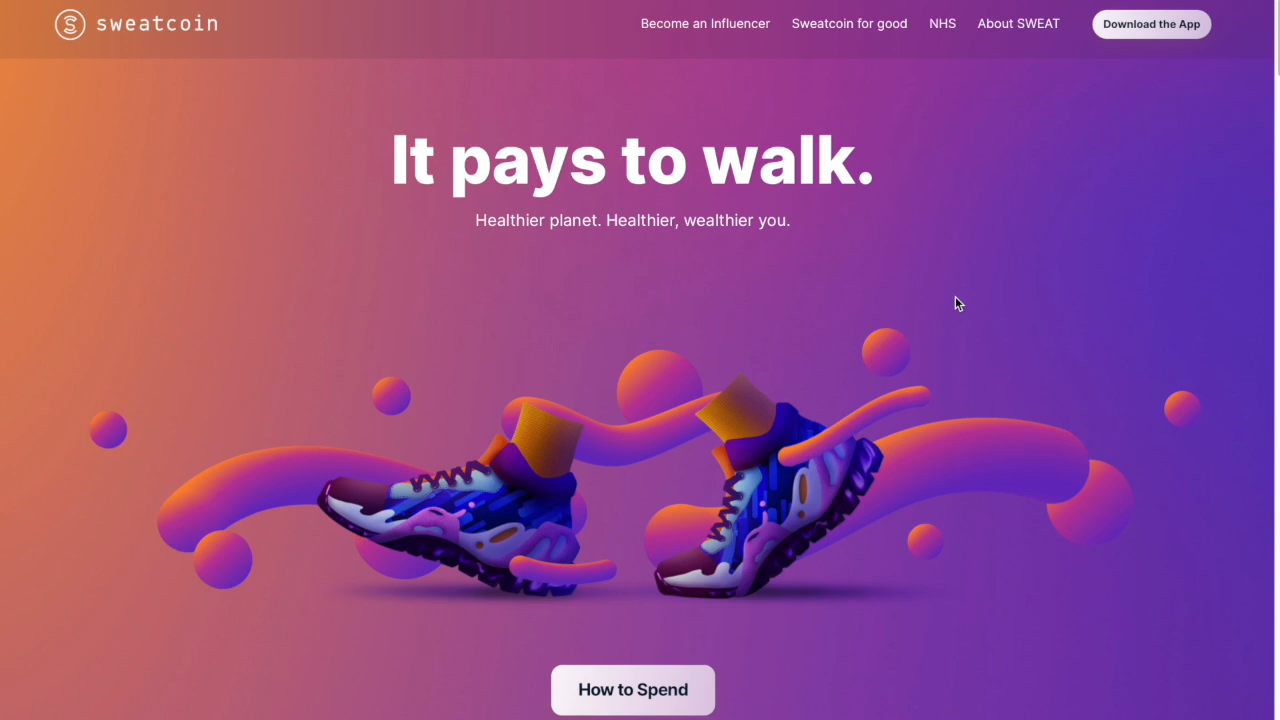 sweatcoin
Become an Influencer
Sweatcoin for good
NHS
About SWEAT
Download the App
It pays to walk.
Healthier planet. Healthier, wealthier you.
How to Spend